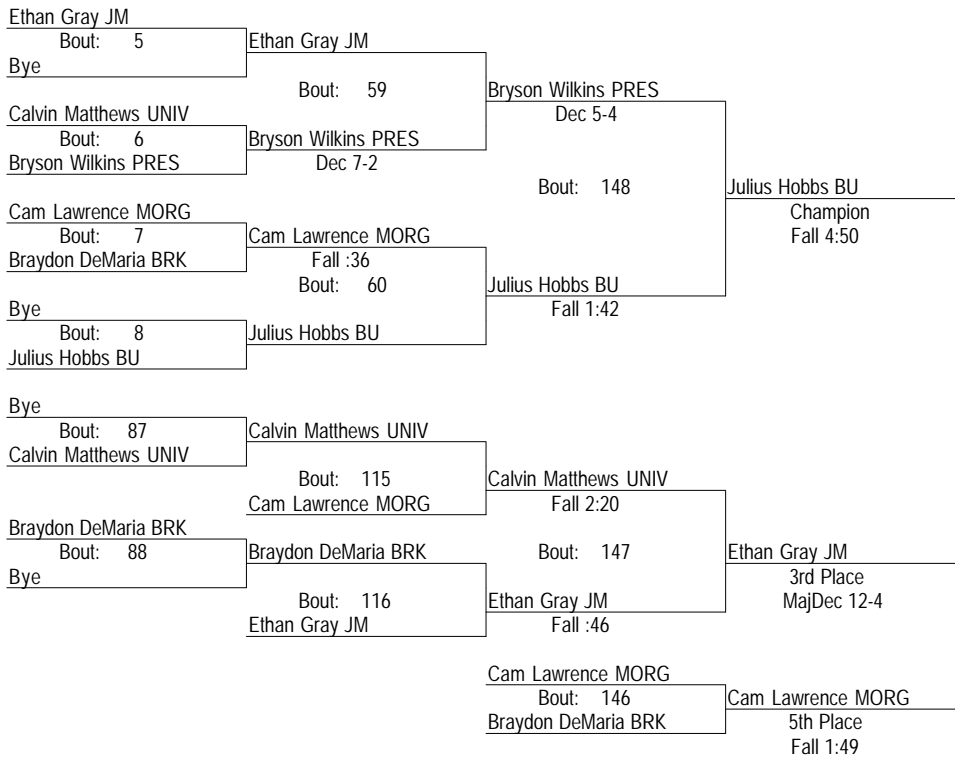 Ethan Gray JM
Bout: 5
Ethan Gray JM
Bye
Bout: 59
Bryson Wilkins PRES
Calvin Matthews UNIV
Dec 5-4
Bout: 6
Bryson Wilkins PRES
Bryson Wilkins PRES
Dec 7-2
Bout: 148
Julius Hobbs BU
Cam Lawrence MORG
Champion
Bout: 7
Cam Lawrence MORG
Fall 4:50
Braydon DeMaria BRK
Fall :36
Bout: 60
Julius Hobbs BU
Bye
Fall 1:42
Bout: 8
Julius Hobbs BU
Julius Hobbs BU
Bye
Bout: 87
Calvin Matthews UNIV
Calvin Matthews UNIV
Bout: 115
Calvin Matthews UNIV
Cam Lawrence MORG
Fall 2:20
Braydon DeMaria BRK
Bout: 88
Braydon DeMaria BRK
Bout: 147
Ethan Gray JM
Bye
3rd Place
Bout: 116
Ethan Gray JM
MajDec 12-4
Ethan Gray JM
Fall :46
Cam Lawrence MORG
Bout: 146
Cam Lawrence MORG
Braydon DeMaria BRK
5th Place
Fall 1:49